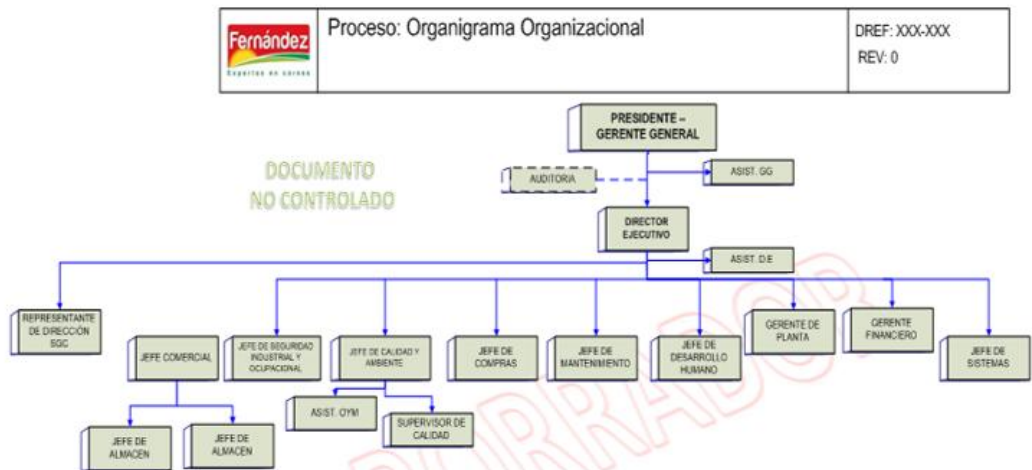 Fernández
Expertos en carnes
Proceso: Organigrama Organizacional
DREF: XXX-XXX
REV: 0
PRESIDENTE –
GERENTE GENERAL
DOCUMENTO
NO CONTROLADO
AUDITORIA
ASIST. GG
DIRECTOR
EJECUTIVO
ASIST. D.E
REPRESENTANTE
DE DIRECCIÓN
SGC
JEFE COMERCIAL
JEFE DE SEGURIDAD
INDUSTRIAL Y
OCUPACIONAL
JEFE DE CALIDAD Y
AMBIENTE
JEFE DE
COMPRAS
JEFE DE
MANTENIMIENTO
JEFE DE
DESARROLLO
HUMANO
GERENTE DE
PLANTA
GERENTE
FINANCIERO
JEFE DE
SISTEMAS
ASIST. OYM
SUPERVISOR DE
CALIDAD
JEFE DE
ALMACEN
JEFE DE
ALMACEN
BORRADOR